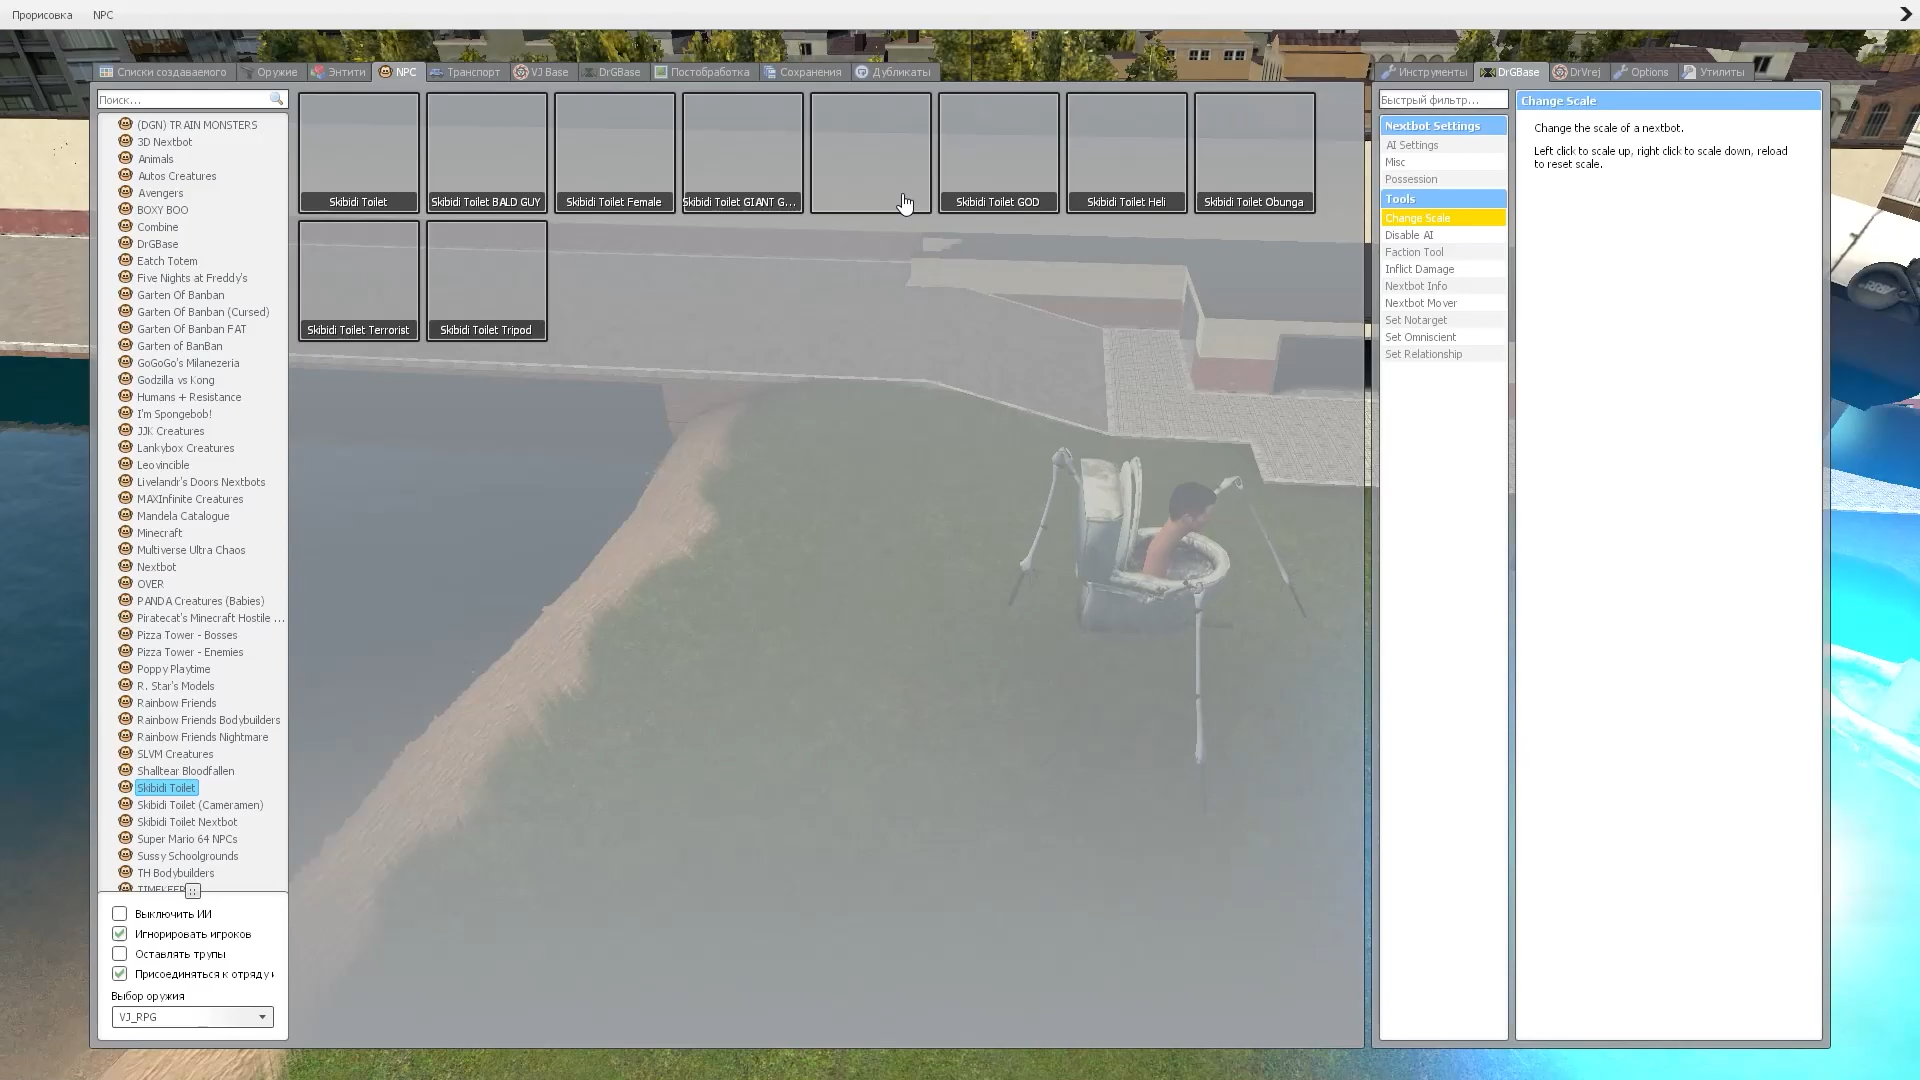 Прорисовка NPC
Списки создаваемого Оружие Энтити NPC Транспорт VJ Base DrGBase Постобработка Сохранения Дубликаты
Инструменты DrGBase DrVrej Options Утилиты
Поиск...
(DGN) TRAIN MONSTERS
3D Nextbot
Animals
Autos Creatures
Avengers
BOXY BOO
Combine
DrGBase
Eatch Totem
Five Nights at Freddy's
Garten Of Banban
Garten Of Banban (Cursed)
Garten Of Banban FAT
Garten of BanBan
GoGoGo's Milanezeria
Godzilla vs Kong
Humans + Resistance
I'm Spongebob!
JJK Creatures
Lankybox Creatures
Leovincible
Livelandr's Doors Nextbots
MAXInfinite Creatures
Mandela Catalogue
Minecraft
Multiverse Ultra Chaos
Nextbot
OVER
PANDA Creatures (Babies)
Piratecat's Minecraft Hostile ...
Pizza Tower - Bosses
Pizza Tower - Enemies
Poppy Playtime
R. Star's Models
Rainbow Friends
Rainbow Friends Bodybuilders
Rainbow Friends Nightmare
SLVM Creatures
Shalltear Bloodfallen
Skibidi Toilet
Skibidi Toilet (Cameramen)
Skibidi Toilet Nextbot
Super Mario 64 NPCs
Sussy Schoolgrounds
TH Bodybuilders
Выключить ИИ
Игнорировать игроков
Оставлять трупы
Присоединяться к отряду
Выбор оружия
VJ_RPG
Skibidi Toilet Skibidi Toilet BALD GUY Skibidi Toilet Female Skibidi Toilet GIANT G... Skibidi Toilet GOD Skibidi Toilet Heli Skibidi Toilet Obunga
Skibidi Toilet Terrorist Skibidi Toilet Tripod
Быстрый фильтр...
Nextbot Settings
AI Settings
Misc
Possession
Tools
Change Scale
Disable AI
Faction Tool
Inflict Damage
Nextbot Info
Nextbot Mover
Set Notarget
Set Omniscient
Set Relationship
Change Scale
Change the scale of a nextbot.
Left click to scale up, right click to scale down, reload
to reset scale.